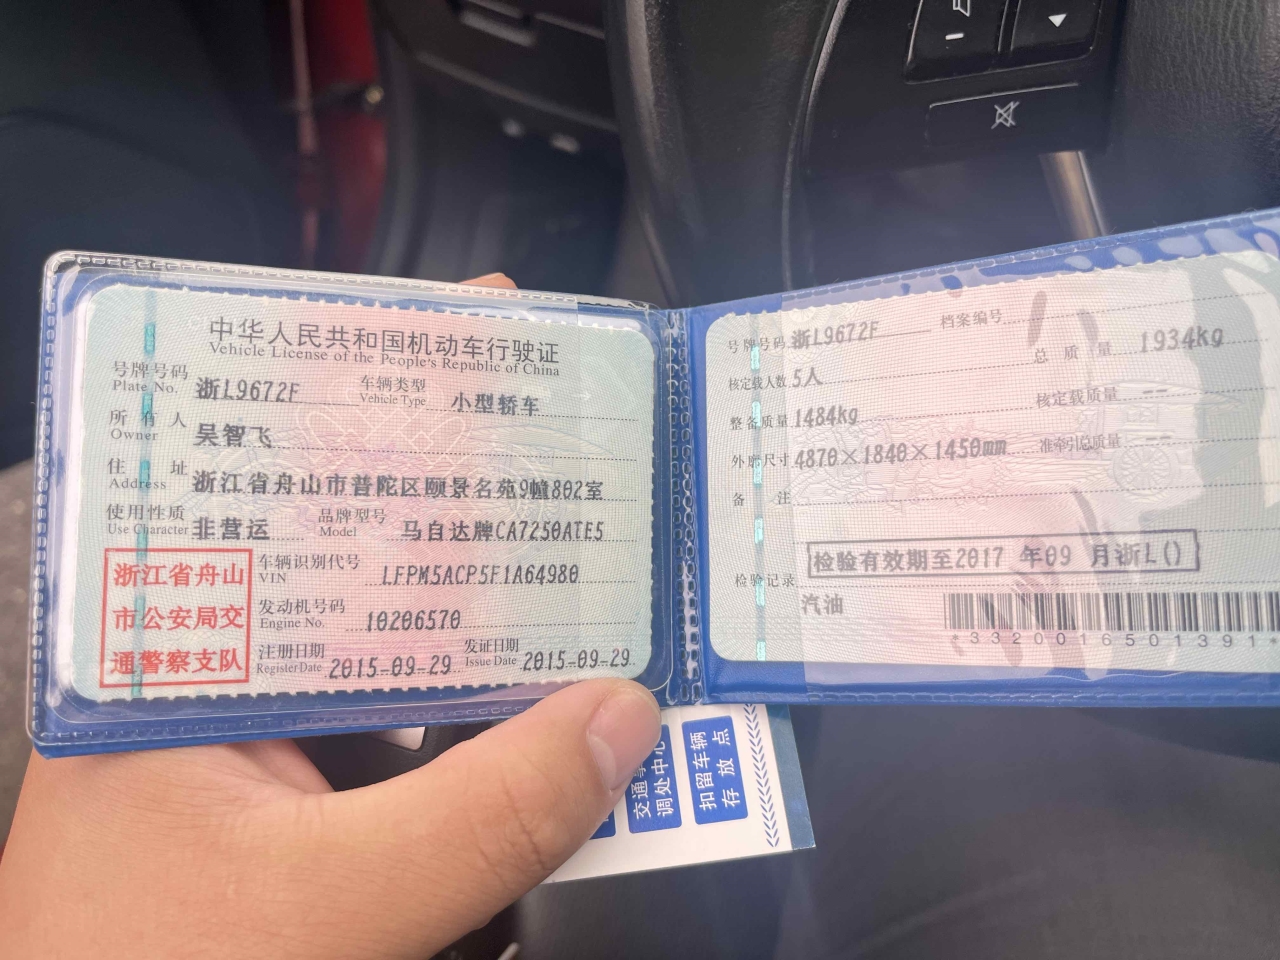 中华人民共和国机动车行驶证
Vehicle License of the People's Republic of China
号牌号码 浙L9672F 车辆类型 小型轿车
Plate No. Vehicle Type
所有人 吴智飞
Owner
住址 浙江省舟山市普陀区颐景名苑9幢802室
Address
使用性质 非营运 品牌型号 马自达牌CA7250ATE5
Use Character Model
浙江省舟山
市公安局交
通警察支队
车辆识别代号 LFPM5ACP5F1A64980
VIN
发动机号码 10206570
Engine No.
注册日期 2015-09-29 发证日期 2015-09-29
Register Date Issue Date
号牌号码 浙L9672F 档案编号
核定载人数 5人 总质量 1934kg
整备质量 1484kg 核定载质量 --
外廓尺寸 4870×1840×1450mm 准牵引总质量 --
备注
检验有效期至2017 年09 月浙L()
检验记录
汽油
*3320016501391*
交通事
调处中心
扣留车辆
存放点